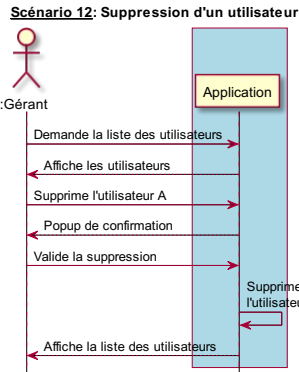 Scénario 12: Suppression d'un utilisateur
:Gérant
Application
Demande la liste des utilisateurs
Affiche les utilisateurs
Supprime l'utilisateur A
Popup de confirmation
Valide la suppression
Supprime
Affiche la liste des utilisateurs